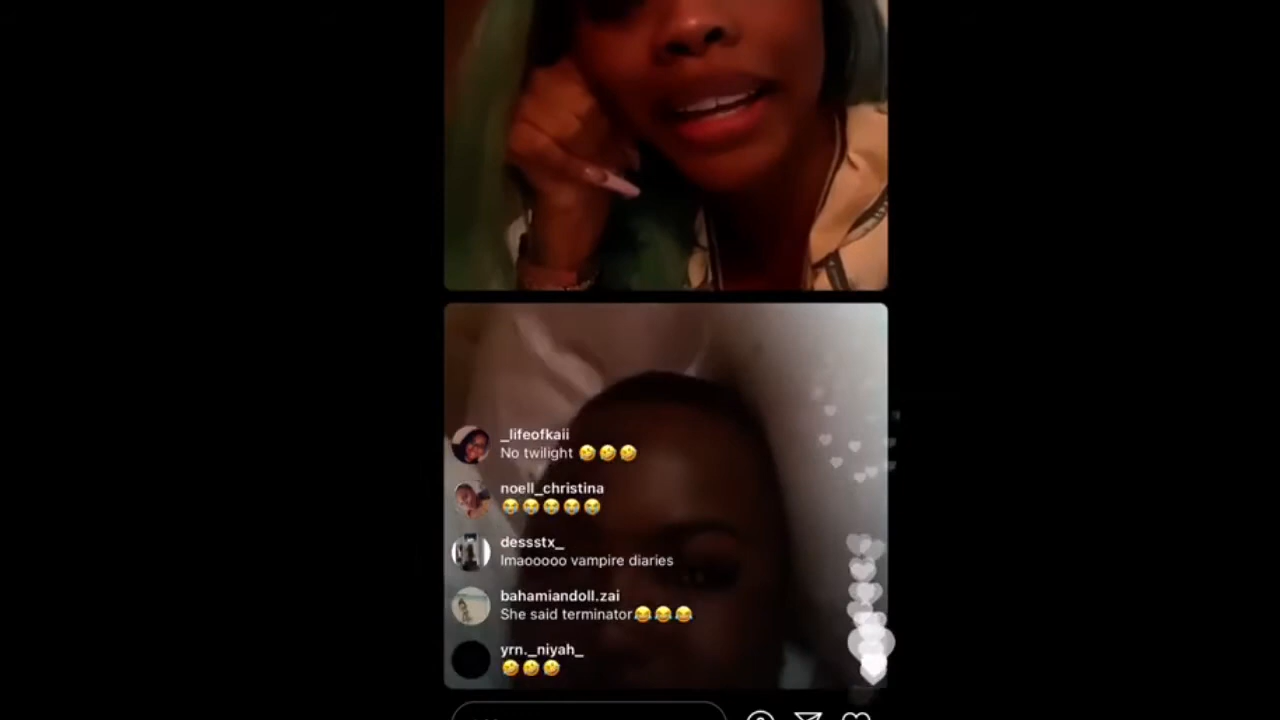 _lifeofkaii
No twilight 🤣🤣🤣
noell_christina
😭😭😭😭😭
dessstx_
lmaooooo vampire diaries
bahamiandoll.zai
She said terminator😂😂😂
yrn._niyah_
🤣🤣🤣